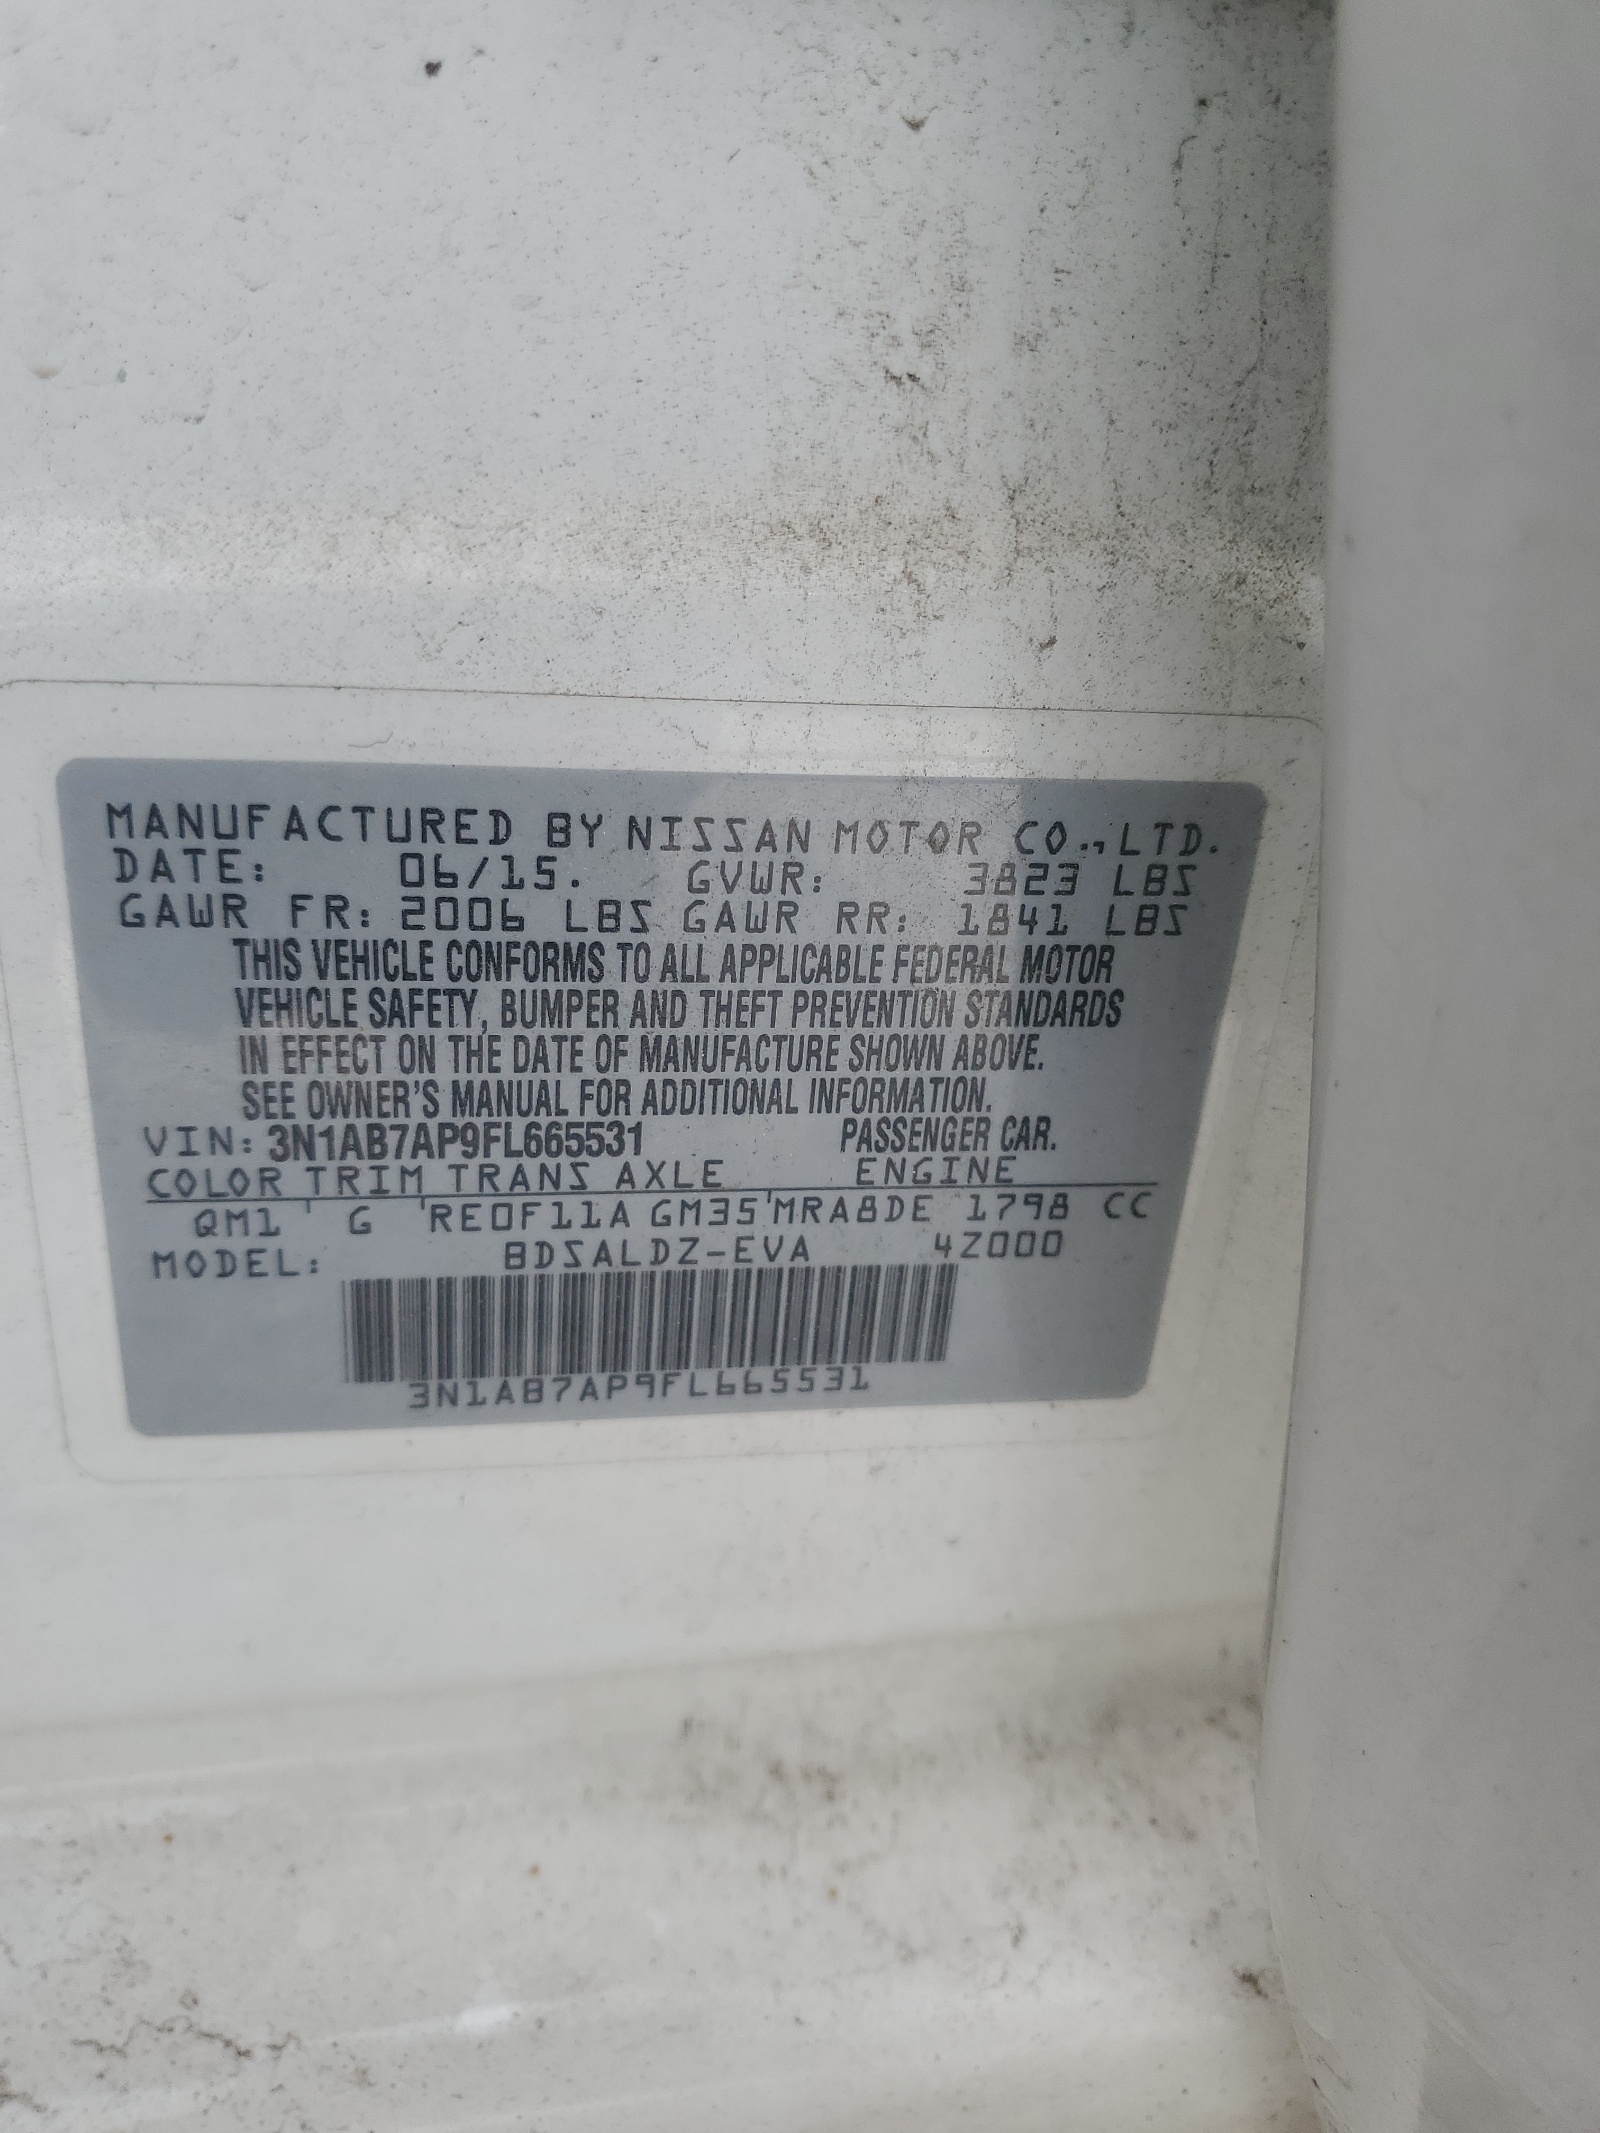 MANUFACTURED BY NISSAN MOTOR CO.,LTD.
DATE: 06/15. GVWR: 3823 LBS
GAWR FR: 2006 LBS GAWR RR: 1841 LBS
THIS VEHICLE CONFORMS TO ALL APPLICABLE FEDERAL MOTOR
VEHICLE SAFETY, BUMPER AND THEFT PREVENTION STANDARDS
IN EFFECT ON THE DATE OF MANUFACTURE SHOWN ABOVE.
SEE OWNER'S MANUAL FOR ADDITIONAL INFORMATION.
VIN: 3N1AB7AP9FL665531 PASSENGER CAR.
COLOR TRIM TRANS AXLE ENGINE
QM1 ' G 'RE0F11A GM35'MRA8DE 1798 CC
MODEL: BDSALDZ-EVA 4Z000
3N1AB7AP9FL665531